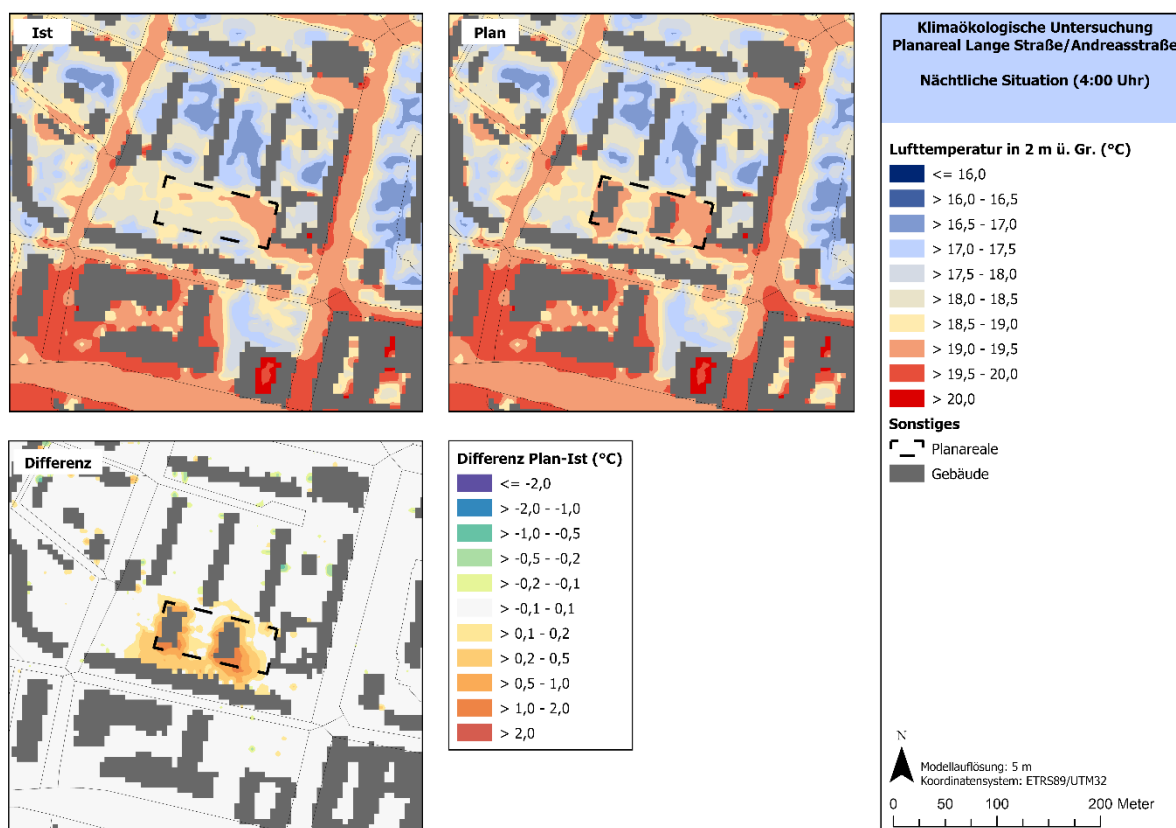 Ist
Plan
Klimaökologische Untersuchung
Planareal Lange Straße/Andreasstraße
Nächtliche Situation (4:00 Uhr)
Lufttemperatur in 2 m ü. Gr. (°C)
<= 16,0
> 16,0 - 16,5
> 16,5 - 17,0
> 17,0 - 17,5
> 17,5 - 18,0
> 18,0 - 18,5
> 18,5 - 19,0
> 19,0 - 19,5
> 19,5 - 20,0
> 20,0
Sonstiges
Planareale
Gebäude
Differenz
Differenz Plan-Ist (°C)
<= -2,0
> -2,0 - -1,0
> -1,0 - -0,5
> -0,5 - -0,2
> -0,2 - -0,1
> -0,1 - 0,1
> 0,1 - 0,2
> 0,2 - 0,5
> 0,5 - 1,0
> 1,0 - 2,0
> 2,0
N
Modellauflösung: 5 m
Koordinatensystem: ETRS89/UTM32
0 50 100 200 Meter